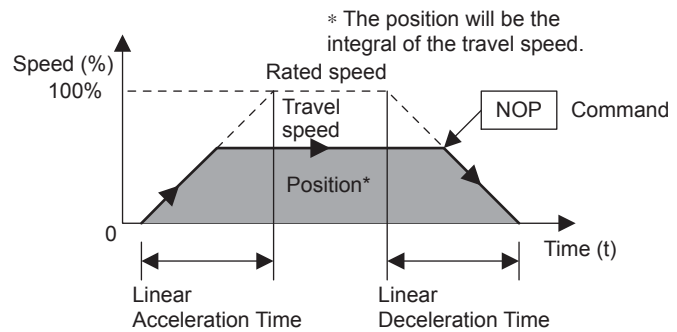 * The position will be the
integral of the travel speed.
Speed (%)
Rated speed
100%
Travel
speed
NOP
Command
Position*
0
Time (t)
Linear
Acceleration Time
Linear
Deceleration Time